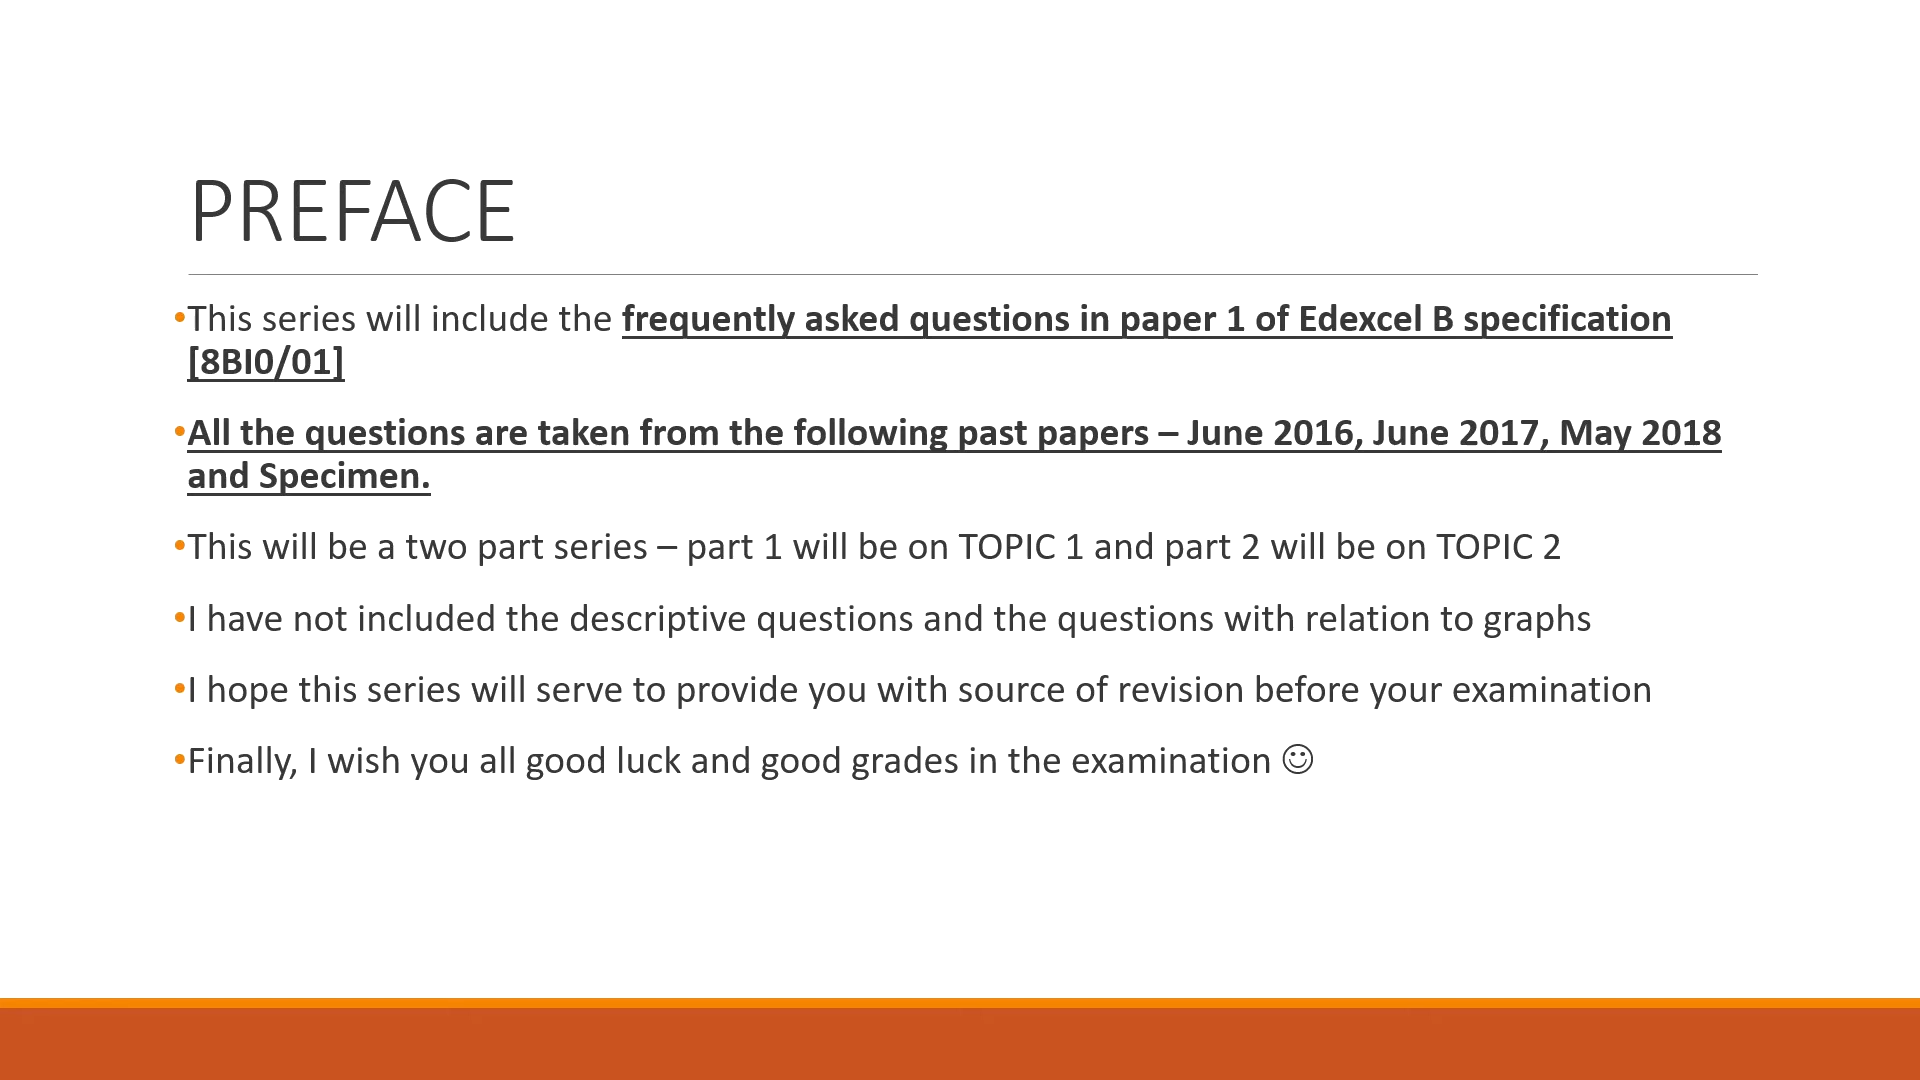 PREFACE
•This series will include the frequently asked questions in paper 1 of Edexcel B specification
[8BI0/01]
•All the questions are taken from the following past papers – June 2016, June 2017, May 2018
and Specimen.
•This will be a two part series – part 1 will be on TOPIC 1 and part 2 will be on TOPIC 2
•I have not included the descriptive questions and the questions with relation to graphs
•I hope this series will serve to provide you with source of revision before your examination
•Finally, I wish you all good luck and good grades in the examination ☺